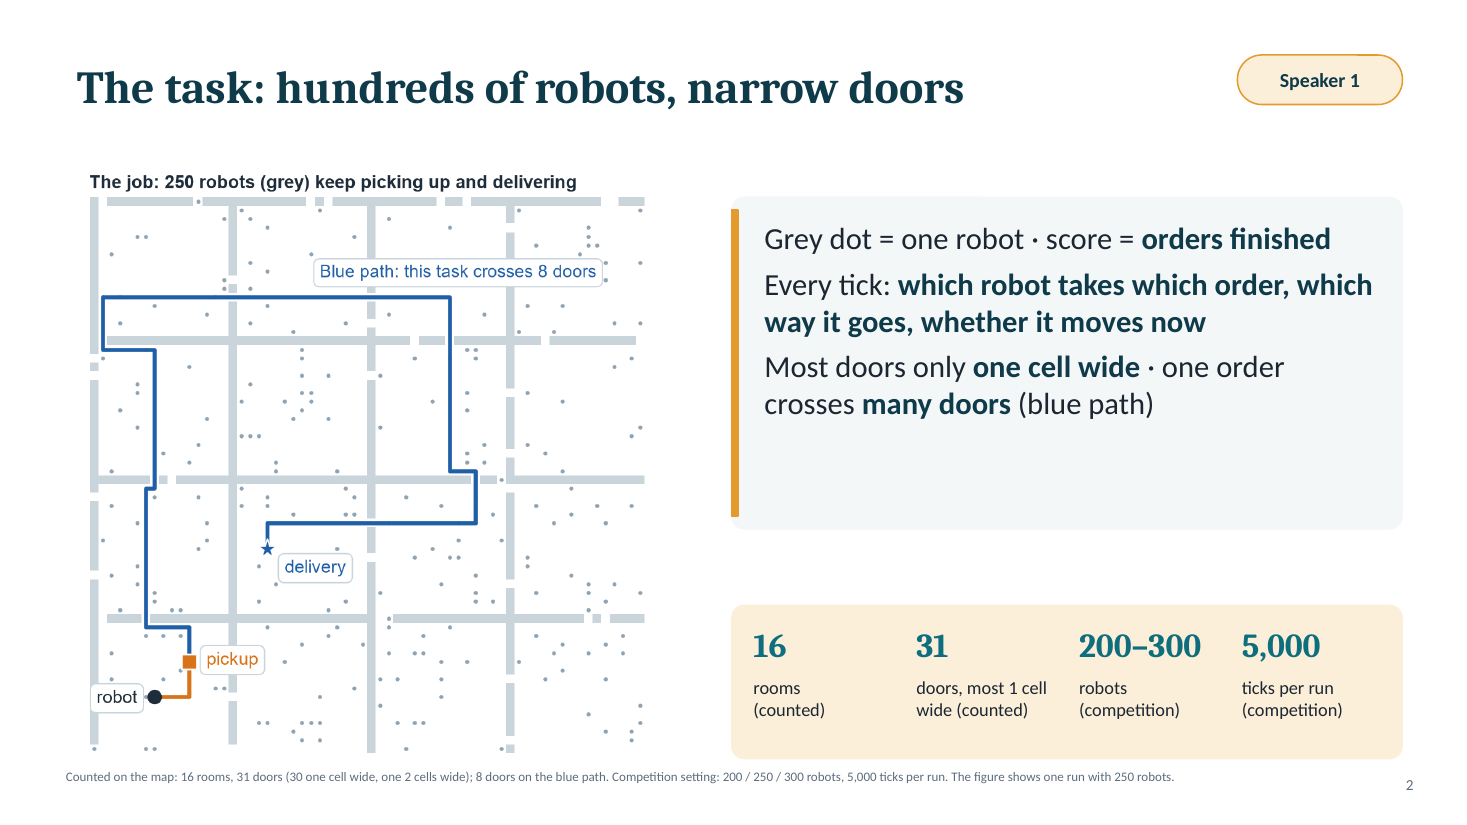 The task: hundreds of robots, narrow doors
Speaker 1
The job: 250 robots (grey) keep picking up and delivering
Blue path: this task crosses 8 doors
delivery
pickup
robot
Grey dot = one robot · score = orders finished
Every tick: which robot takes which order, which
way it goes, whether it moves now
Most doors only one cell wide · one order
crosses many doors (blue path)
16
rooms
(counted)
31
doors, most 1 cell
wide (counted)
200–300
robots
(competition)
5,000
ticks per run
(competition)
Counted on the map: 16 rooms, 31 doors (30 one cell wide, one 2 cells wide); 8 doors on the blue path. Competition setting: 200 / 250 / 300 robots, 5,000 ticks per run. The figure shows one run with 250 robots.
2